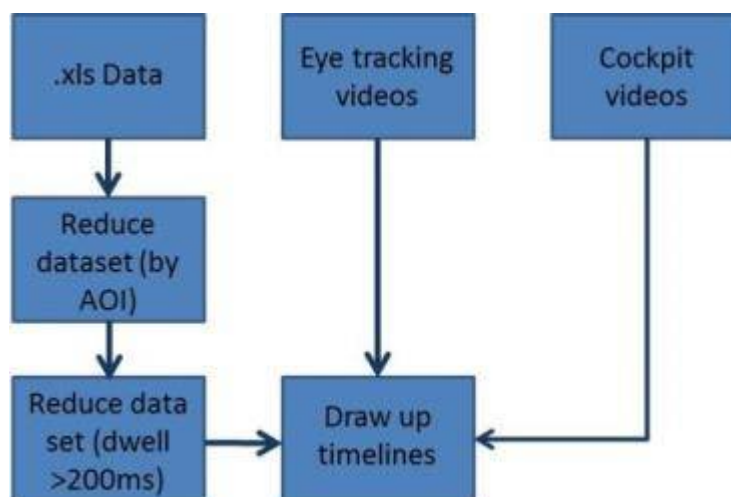 .xls Data
Eye tracking
videos
Cockpit
videos
Reduce
dataset (by
AOI)
Reduce data
set (dwell
>200ms)
Draw up
timelines